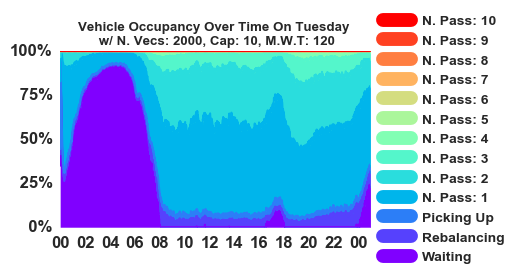 Vehicle Occupancy Over Time On Tuesday
w/ N. Vecs: 2000, Cap: 10, M.W.T: 120
100%
75%
50%
25%
0%
00 02 04 06 08 10 12 14 16 18 20 22 00
N. Pass: 10
N. Pass: 9
N. Pass: 8
N. Pass: 7
N. Pass: 6
N. Pass: 5
N. Pass: 4
N. Pass: 3
N. Pass: 2
N. Pass: 1
Picking Up
Rebalancing
Waiting